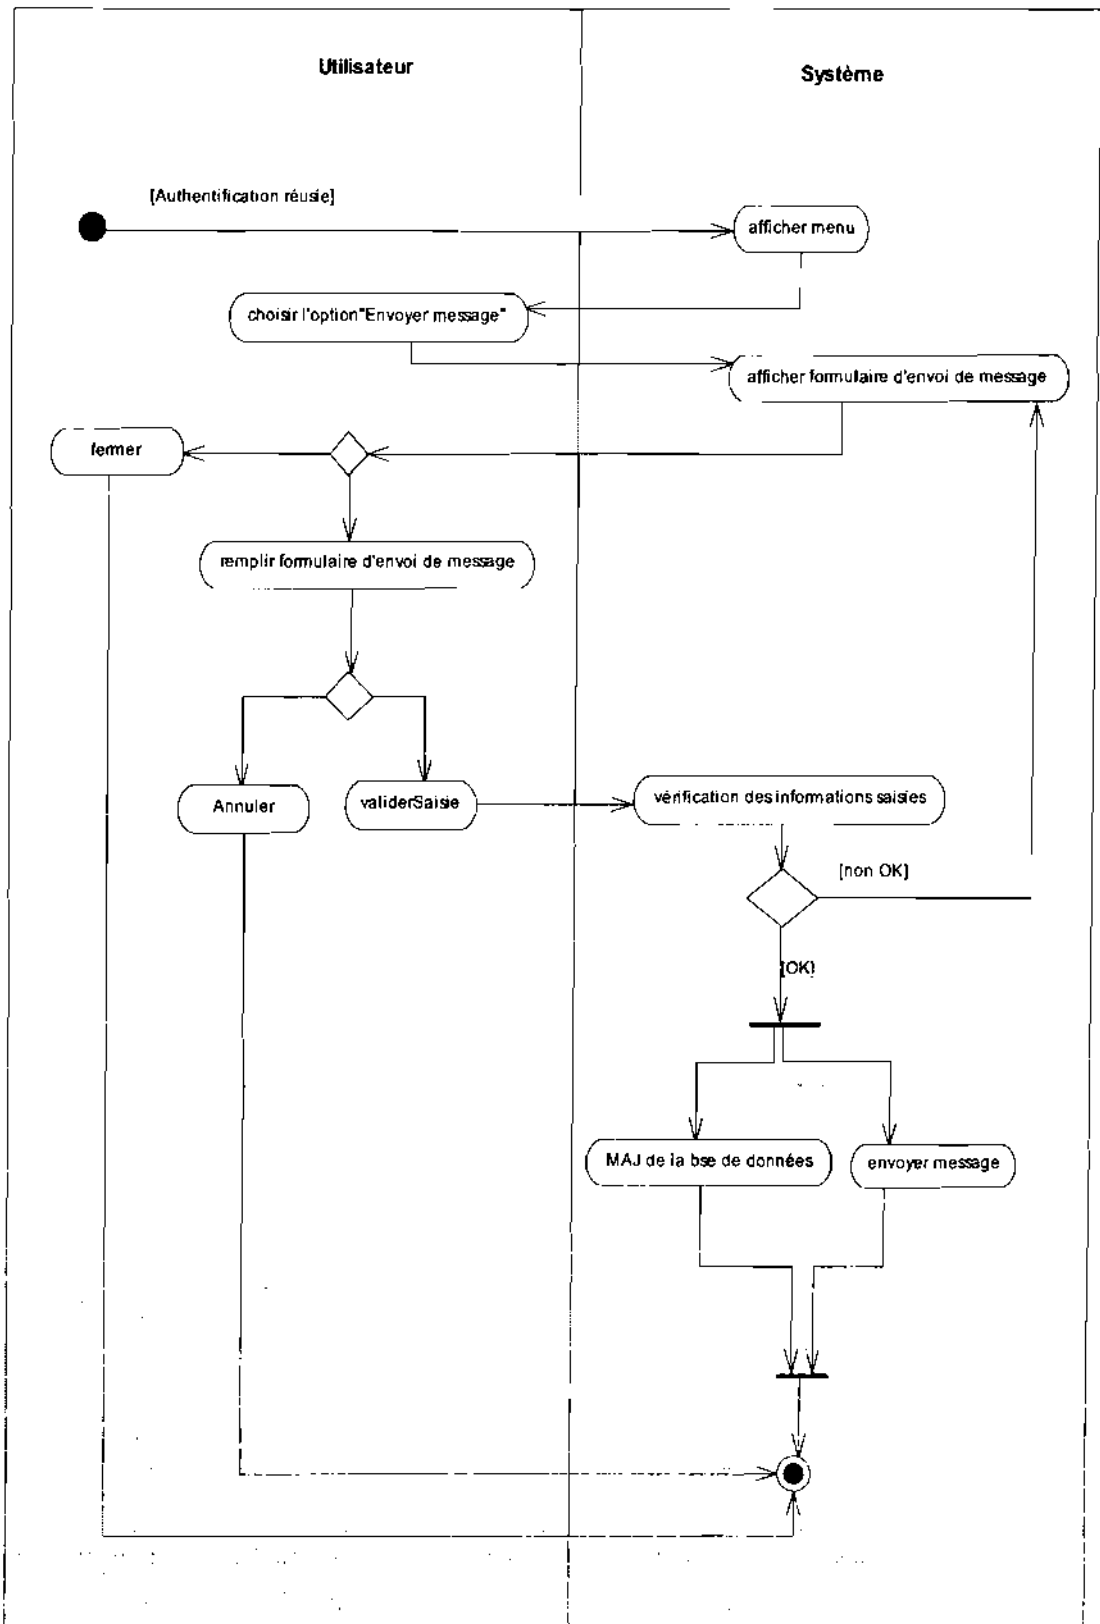 Utilisateur
Système
[Authentification réusie]
afficher menu
choisir l'option"Envoyer message"
afficher formulaire d'envoi de message
fermer
remplir formulaire d'envoi de message
Annuler
validerSaisie
vérification des informations saisies
[non OK]
[OK]
MAJ de la bse de données
envoyer message